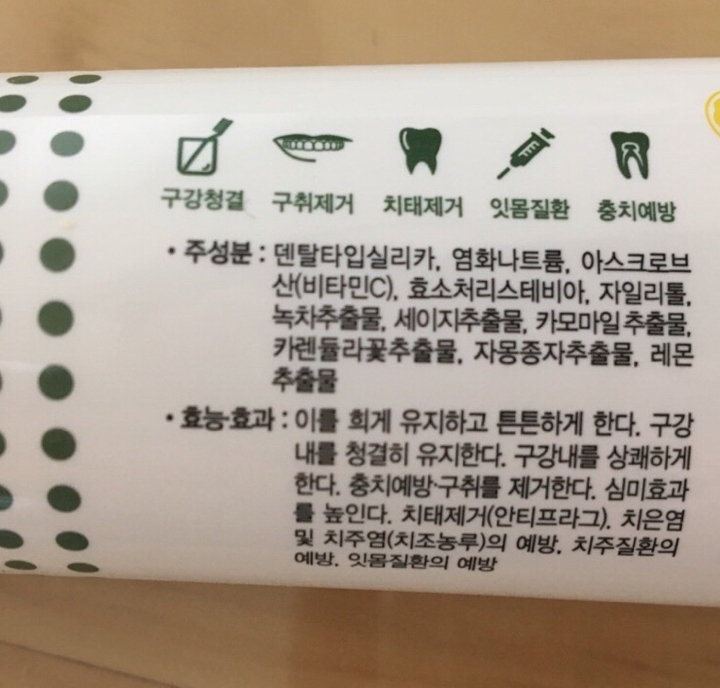 구강청결 구취제거 치태제거 잇몸질환 충치예방
• 주성분 : 덴탈타입실리카, 염화나트륨, 아스크로브
산(비타민C), 효소처리스테비아, 자일리톨,
녹차추출물, 세이지추출물, 카모마일추출물,
카렌듈라꽃추출물, 자몽종자추출물, 레몬
추출물
• 효능·효과 : 이를 희게 유지하고 튼튼하게 한다. 구강
내를 청결히 유지한다. 구강내를 상쾌하게
한다. 충치예방·구취를 제거한다. 심미효과
를 높인다. 치태제거(안티프라그). 치은염
및 치주염(치조농루)의 예방. 치주질환의
예방. 잇몸질환의 예방